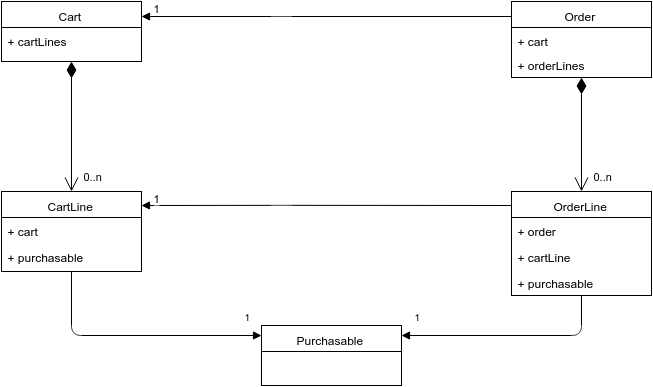 Cart
+ cartLines
1
Order
+ cart
+ orderLines
0..n
0..n
CartLine
+ cart
+ purchasable
1
OrderLine
+ order
+ cartLine
+ purchasable
1
1
Purchasable